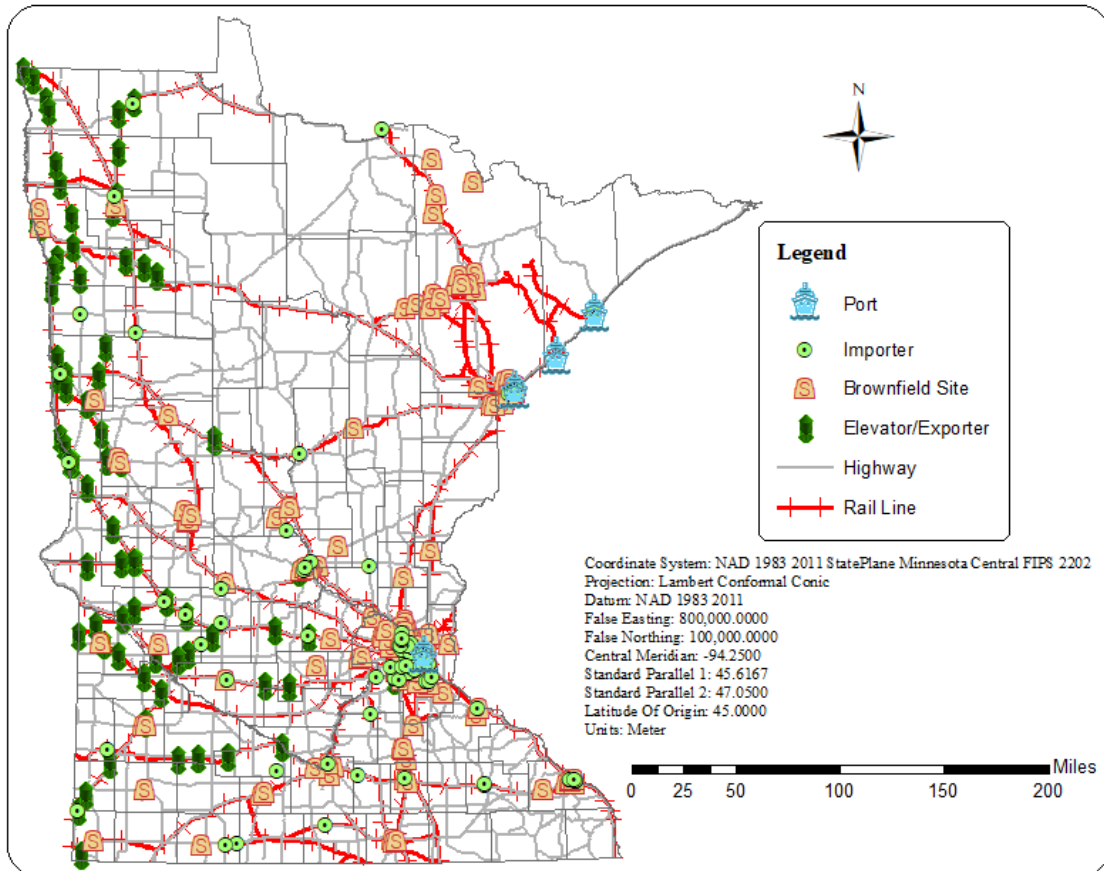 N
Legend
Port
Importer
Brownfield Site
Elevator/Exporter
Highway
Rail Line
Coordinate System: NAD 1983 2011 StatePlane Minnesota Central FIPS 2202
Projection: Lambert Conformal Conic
Datum: NAD 1983 2011
False Easting: 800,000.0000
False Northing: 100,000.0000
Central Meridian: -94.2500
Standard Parallel 1: 45.6167
Standard Parallel 2: 47.0500
Latitude Of Origin: 45.0000
Units: Meter
Miles
0 25 50 100 150 200